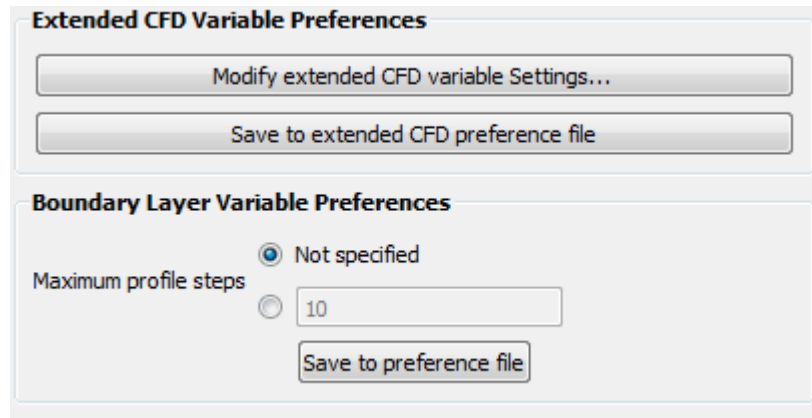 Extended CFD Variable Preferences
Modify extended CFD variable Settings...
Save to extended CFD preference file
Boundary Layer Variable Preferences
Not specified
Maximum profile steps
10
Save to preference file